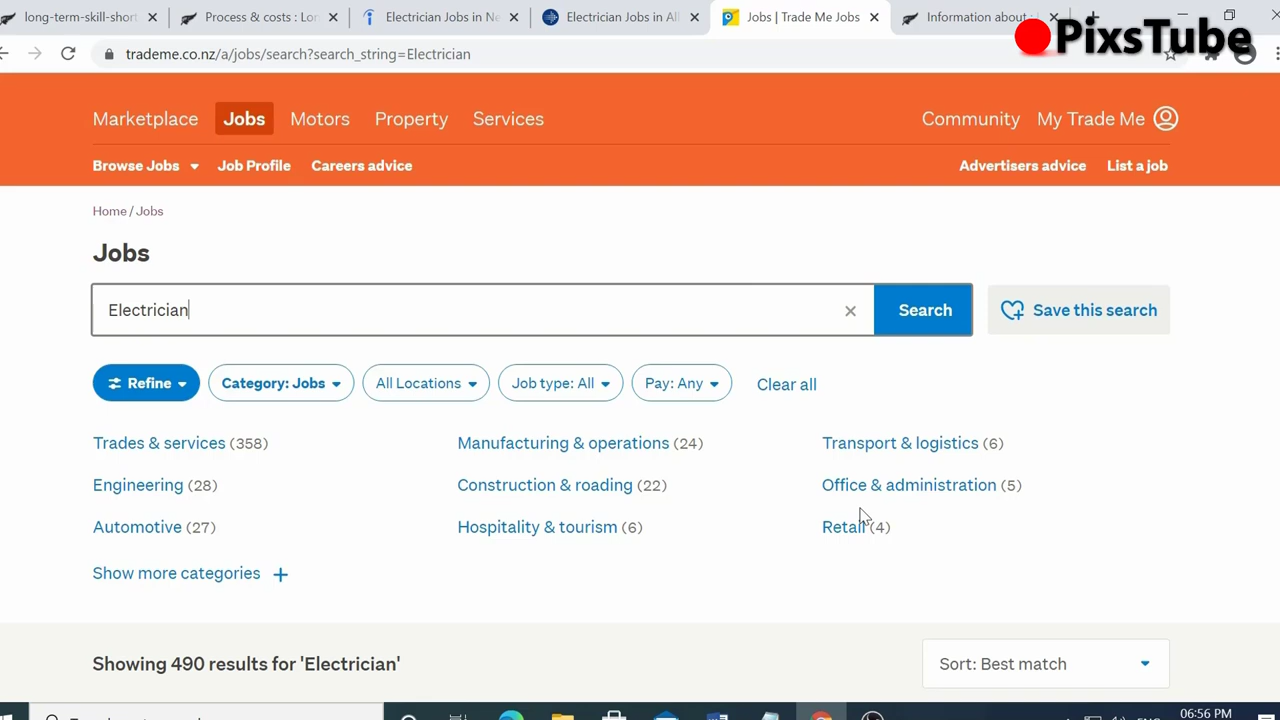 long-term-skill-short
Process & costs : Lor
Electrician Jobs in Ne
Electrician Jobs in All
Jobs | Trade Me Jobs
Information about
PixsTube
trademe.co.nz/a/jobs/search?search_string=Electrician
Marketplace Jobs Motors Property Services Community My Trade Me
Browse Jobs Job Profile Careers advice Advertisers advice List a job
Home / Jobs
Jobs
Electrician Search Save this search
Refine Category: Jobs All Locations Job type: All Pay: Any Clear all
Trades & services (358) Manufacturing & operations (24) Transport & logistics (6)
Engineering (28) Construction & roading (22) Office & administration (5)
Automotive (27) Hospitality & tourism (6) Retail (4)
Show more categories +
Showing 490 results for 'Electrician' Sort: Best match
06:56 PM